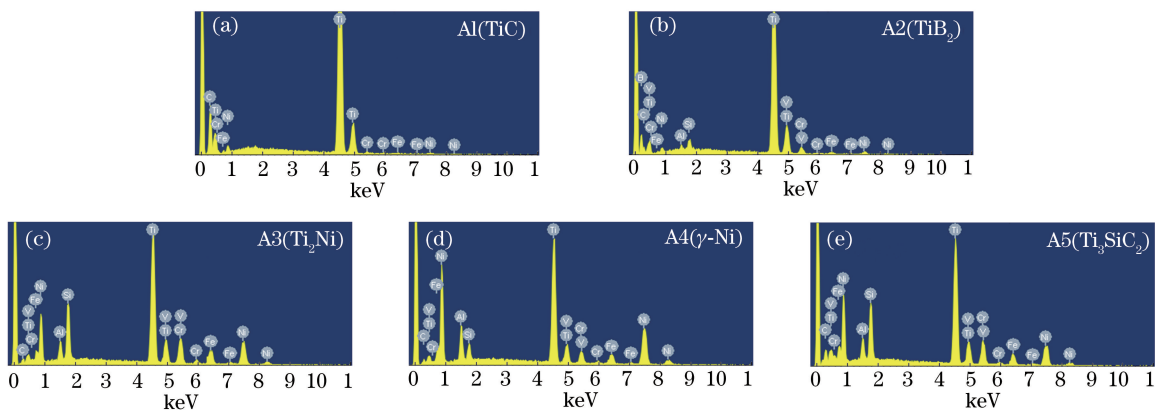 (a)
Al(TiC)
Ti
C
Ti
Ni
Cr
Fe
Ti
Cr Cr Fe Fe Ni Ni
0 1 2 3 4 5 6 7 8 9 10 1
keV
(b)
A2(TiB₂)
Ti
B
V
Ti
C
Ni
Cr
Fe
Al
Si
V
Ti
Cr
V
Cr Fe Fe Ni Ni
0 1 2 3 4 5 6 7 8 9 10 1
keV
(c)
A3(Ti₂Ni)
Ti
Ni
Fe
V
Ti
Cr
C
Al
Si
V
Ti
V
Cr
Cr Fe Fe Ni Ni
0 1 2 3 4 5 6 7 8 9 10 1
keV
(d)
A4(γ-Ni)
Ti
Ni
Fe
V
Ti
C
Cr
Al
Si
V
Ti
Cr
V
Cr Fe Fe Ni Ni
0 1 2 3 4 5 6 7 8 9 10 1
keV
(e)
A5(Ti₃SiC₂)
Ti
Ni
Fe
V
Ti
C
Cr
Al
Si
V
Ti
Cr
V
Cr Fe Fe Ni Ni
0 1 2 3 4 5 6 7 8 9 10 1
keV